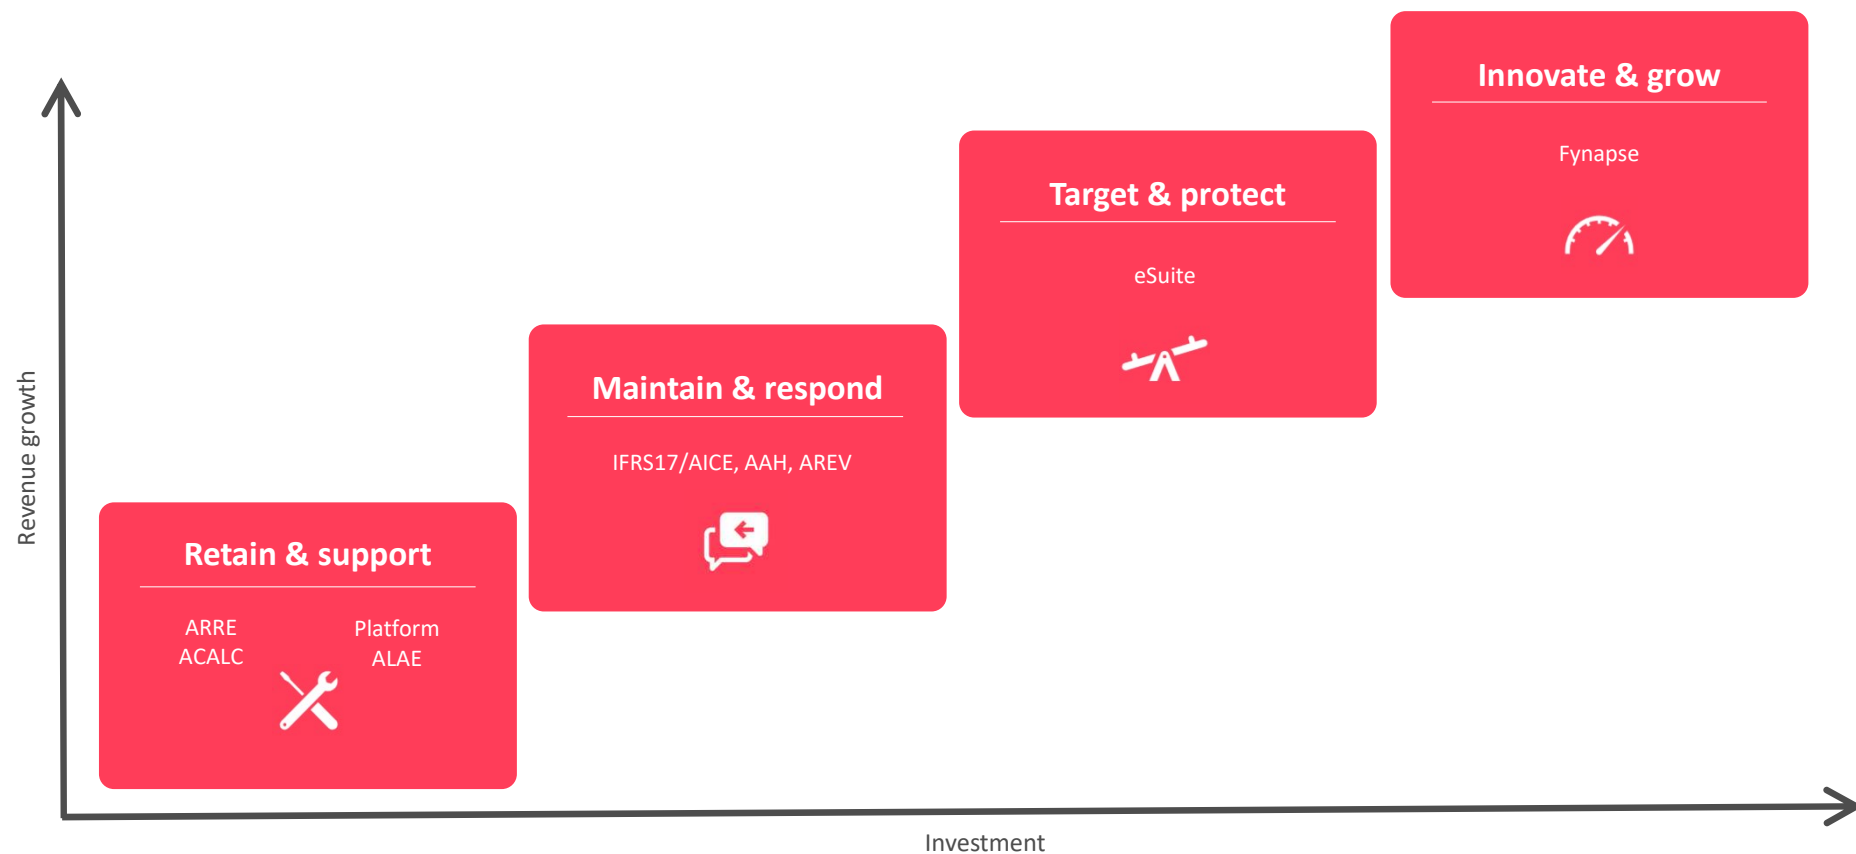 Innovate & grow
Fynapse
Target & protect
eSuite
Maintain & respond
IFRS17/AICE, AAH, AREV
Retain & support
ARRE
ACALC
Platform
ALAE
Revenue growth
Investment